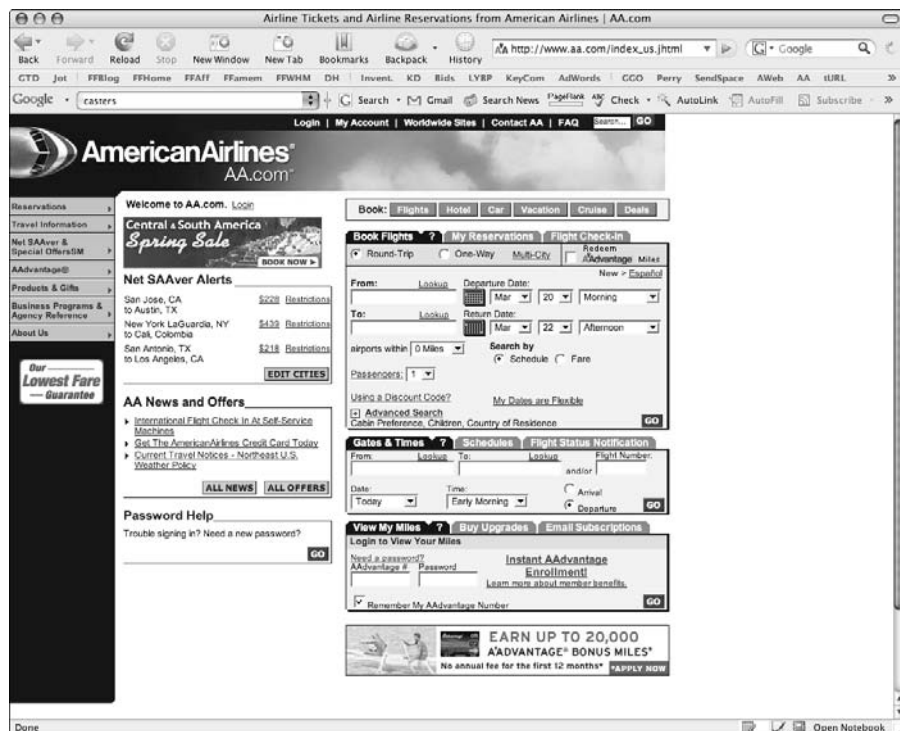 Airline Tickets and Airline Reservations from American Airlines | AA.com
Back Forward Reload Stop New Window New Tab Bookmarks Backpack History
http://www.aa.com/index_us.jhtml
G Google
GTD Jot FFBlog FFHome FFAff FFamem FFWHM DH Invent. KD Bids LYRP KeyCom AdWords GGO Perry SendSpace AWeb AA tURL
Google casters G Search Gmail Search News PageRank Check AutoLink AutoFill Subscribe
Login | My Account | Worldwide Sites | Contact AA | FAQ Search... GO
AmericanAirlines®
AA.com®
Reservations
Travel Information
Net SAAver &
Special OffersSM
AAdvantage®
Products & Gifts
Business Programs &
Agency Reference
About Us
Our
Lowest Fare
Guarantee
Welcome to AA.com. Login
Central & South America
Spring Sale
BOOK NOW
Net SAAver Alerts
San Jose, CA $228 Restrictions
to Austin, TX
New York LaGuardia, NY $439 Restrictions
to Cali, Colombia
San Antonio, TX $218 Restrictions
to Los Angeles, CA
EDIT CITIES
AA News and Offers
International Flight Check In At Self-Service
Machines
Get The AmericanAirlines Credit Card Today
Current Travel Notices - Northeast U.S.
Weather Policy
ALL NEWS ALL OFFERS
Password Help
Trouble signing in? Need a new password?
GO
Book: Flights Hotel Car Vacation Cruise Deals
Book Flights ? My Reservations Flight Check-In
Round-Trip One-Way Multi-City Redeem
AAdvantage Miles
New > Español
From: Lookup Departure Date:
Mar 20 Morning
To: Lookup Return Date:
Mar 22 Afternoon
airports within 0 Miles Search by
Schedule Fare
Passengers: 1
Using a Discount Code? My Dates are Flexible
+ Advanced Search
Cabin Preference, Children, Country of Residence GO
Gates & Times ? Schedules Flight Status Notification
From: Lookup To: Lookup Flight Number:
and/or
Date: Time: Arrival
Today Early Morning Departure GO
View My Miles ? Buy Upgrades Email Subscriptions
Login to View Your Miles
Need a password? Instant AAdvantage
AAdvantage # Password Enrollment!
Learn more about member benefits.
Remember My AAdvantage Number GO
EARN UP TO 20,000
AADVANTAGE® BONUS MILES*
No annual fee for the first 12 months* *APPLY NOW
Done Open Notebook